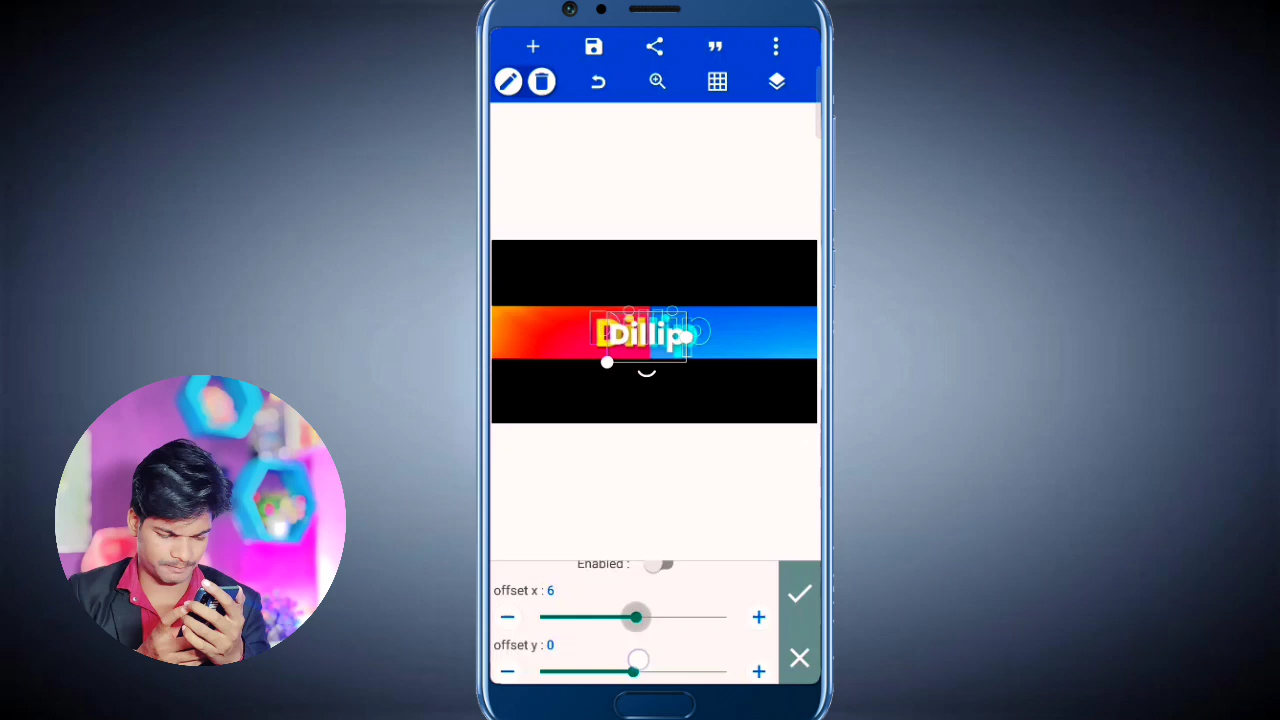 Dillip
Enabled :
offset x : 6
offset y : 0